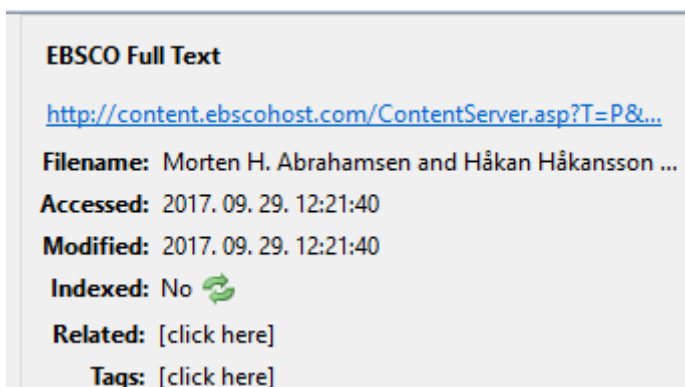 EBSCO Full Text
http://content.ebscohost.com/ContentServer.asp?T=P&...
Filename: Morten H. Abrahamsen and Håkan Håkansson ...
Accessed: 2017. 09. 29. 12:21:40
Modified: 2017. 09. 29. 12:21:40
Indexed: No
Related: [click here]
Tags: [click here]